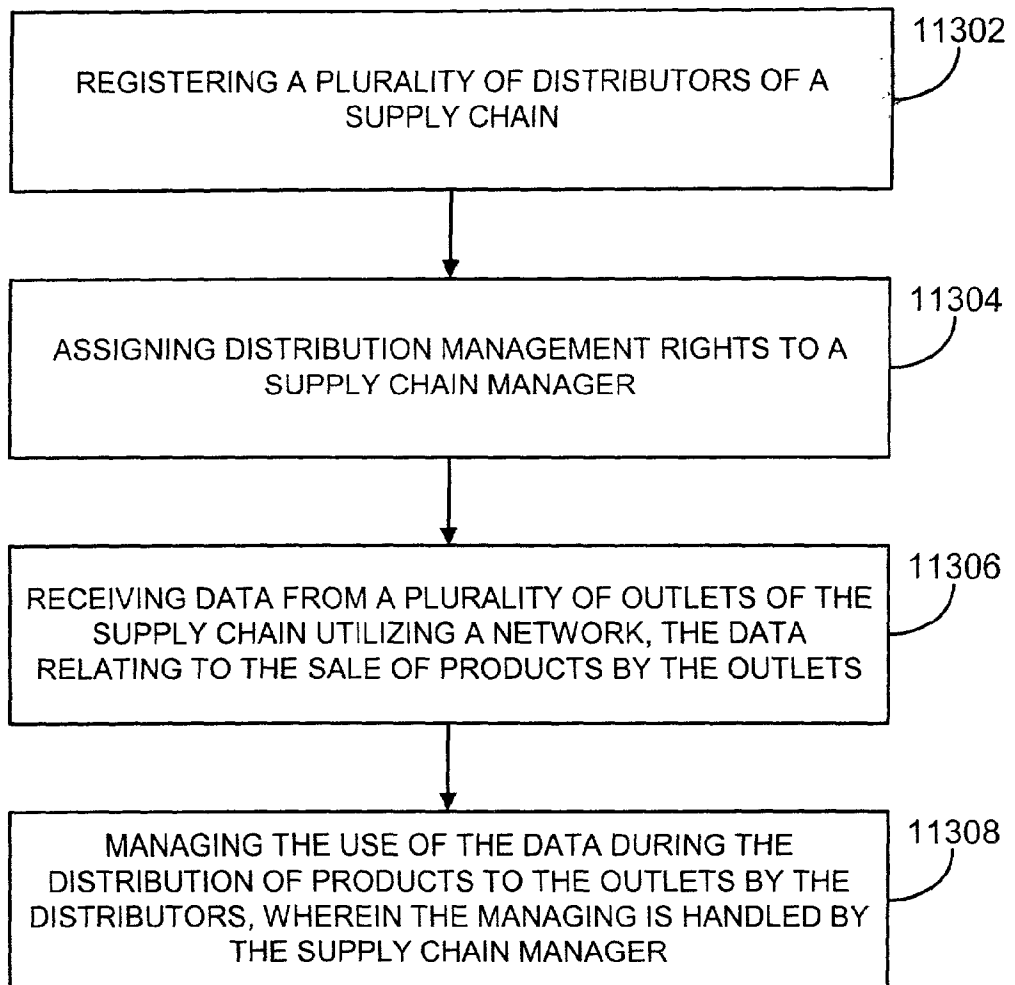 11302
REGISTERING A PLURALITY OF DISTRIBUTORS OF A
SUPPLY CHAIN
11304
ASSIGNING DISTRIBUTION MANAGEMENT RIGHTS TO A
SUPPLY CHAIN MANAGER
11306
RECEIVING DATA FROM A PLURALITY OF OUTLETS OF THE
SUPPLY CHAIN UTILIZING A NETWORK, THE DATA
RELATING TO THE SALE OF PRODUCTS BY THE OUTLETS
11308
MANAGING THE USE OF THE DATA DURING THE
DISTRIBUTION OF PRODUCTS TO THE OUTLETS BY THE
DISTRIBUTORS, WHEREIN THE MANAGING IS HANDLED BY
THE SUPPLY CHAIN MANAGER